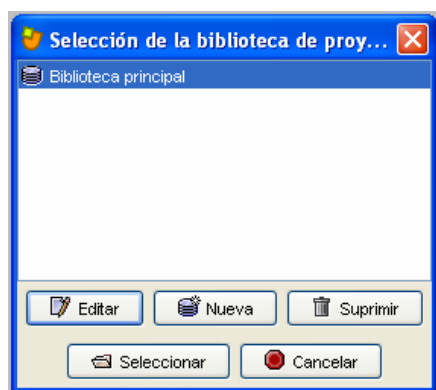 Selección de la biblioteca de proy...
Biblioteca principal
Editar
Nueva
Suprimir
Seleccionar
Cancelar